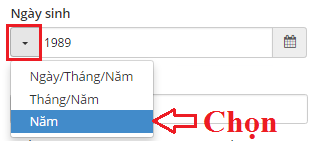 Ngày sinh
1989
Ngày/Tháng/Năm
Tháng/Năm
Năm
Chọn